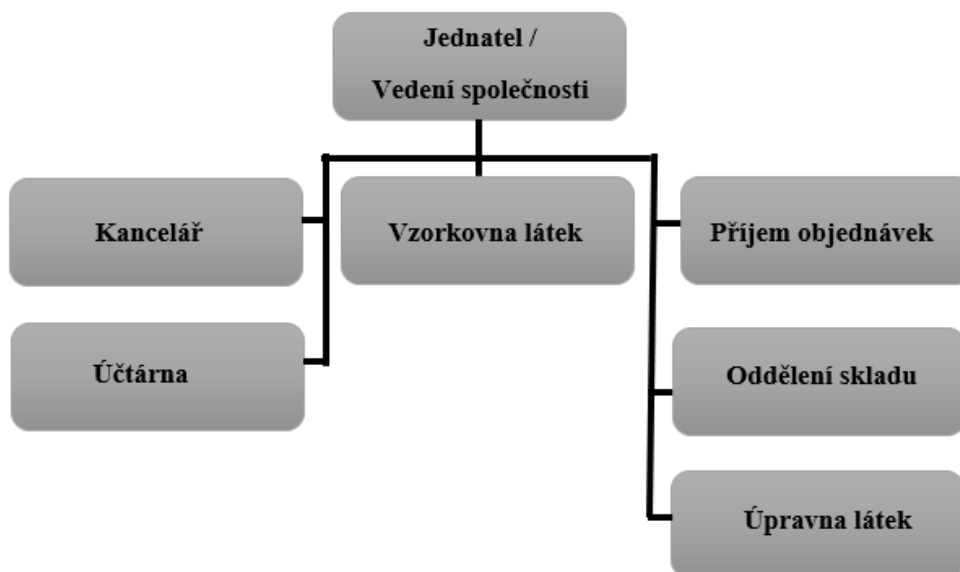 Jednatel /
Vedení společnosti
Kancelář
Vzorkovna látek
Příjem objednávek
Účtárna
Oddělení skladu
Úpravna látek